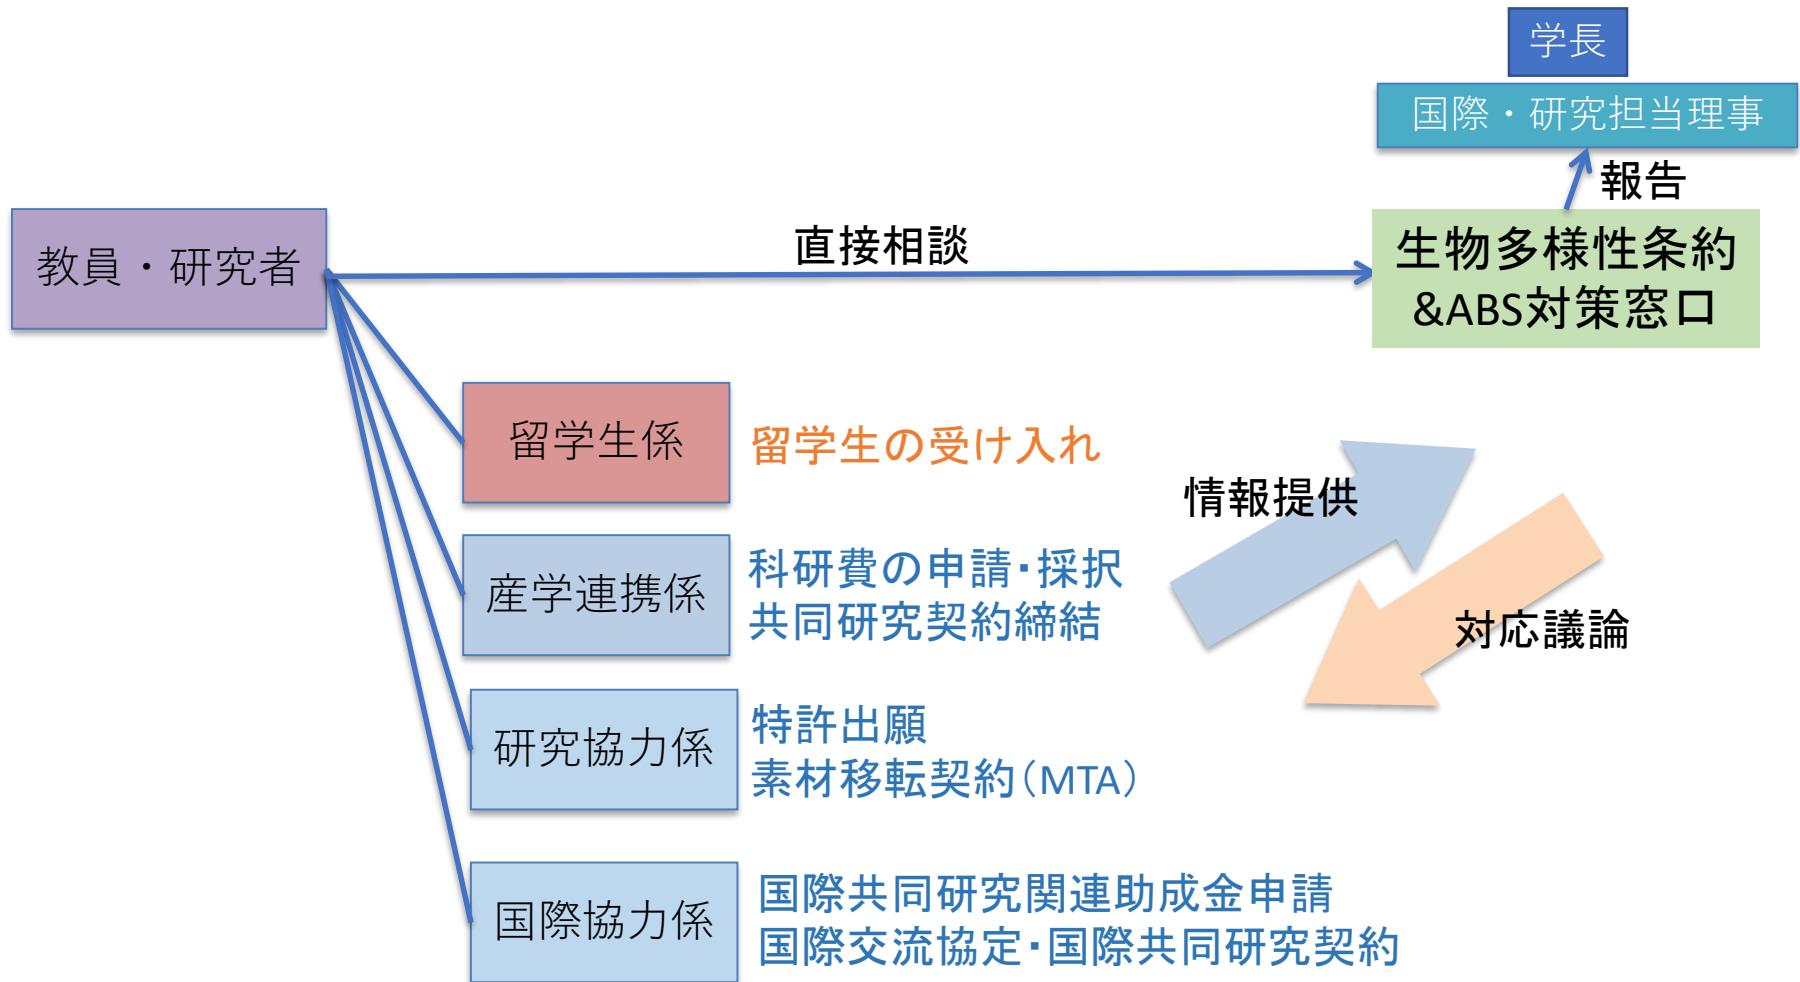 学長
国際・研究担当理事
報告
教員・研究者
直接相談
生物多様性条約
&ABS対策窓口
留学生係
留学生の受け入れ
情報提供
産学連携係
科研費の申請・採択
共同研究契約締結
対応議論
研究協力係
特許出願
素材移転契約（MTA）
国際協力係
国際共同研究関連助成金申請
国際交流協定・国際共同研究契約